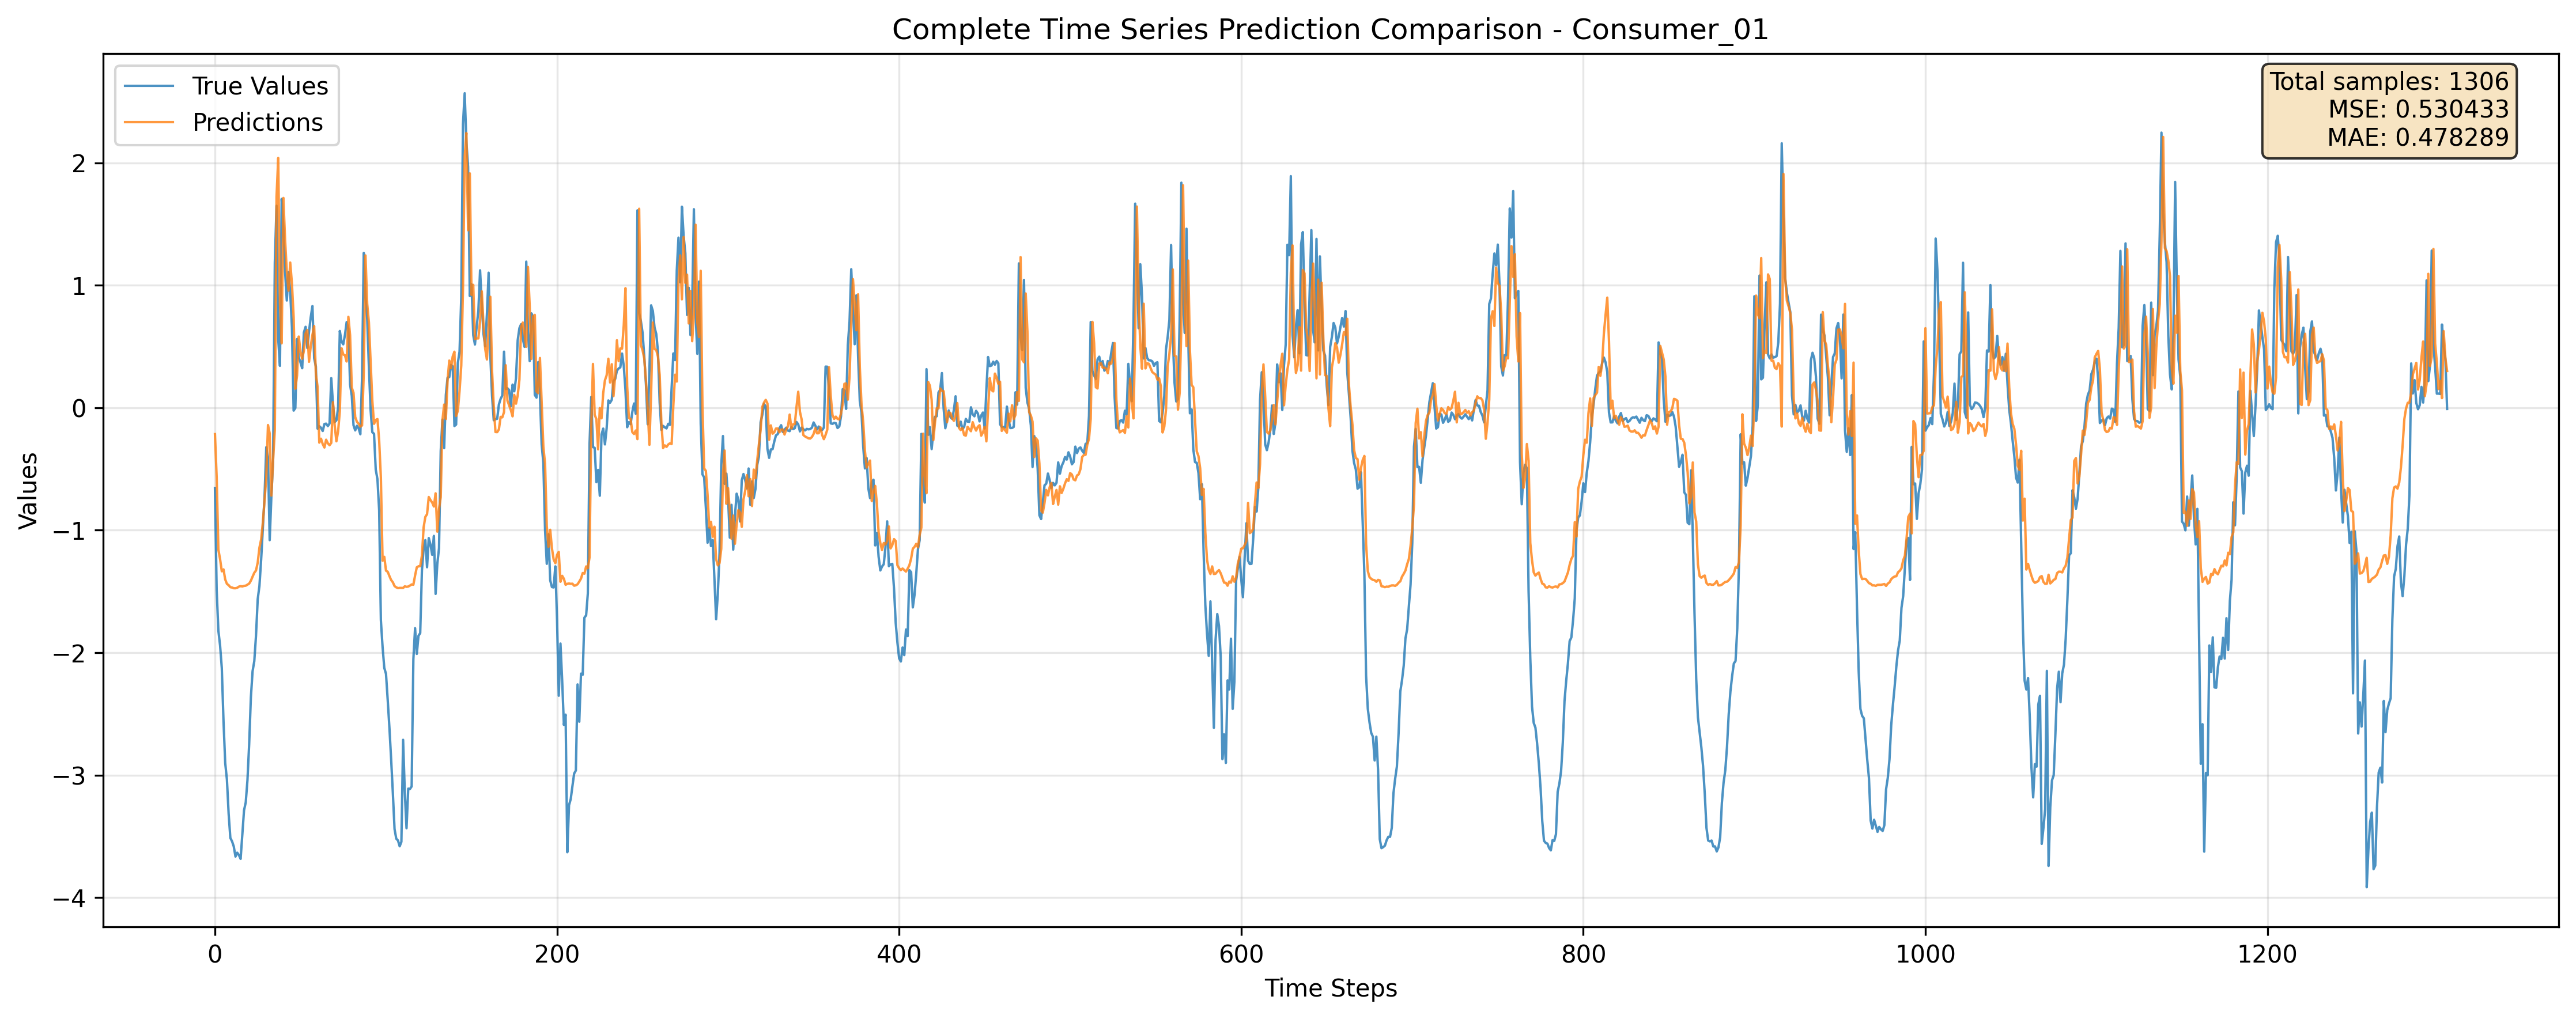 Complete Time Series Prediction Comparison - Consumer_01
True Values
Predictions
Total samples: 1306
MSE: 0.530433
MAE: 0.478289
Values
2
1
0
−1
−2
−3
−4
0
200
400
600
800
1000
1200
Time Steps